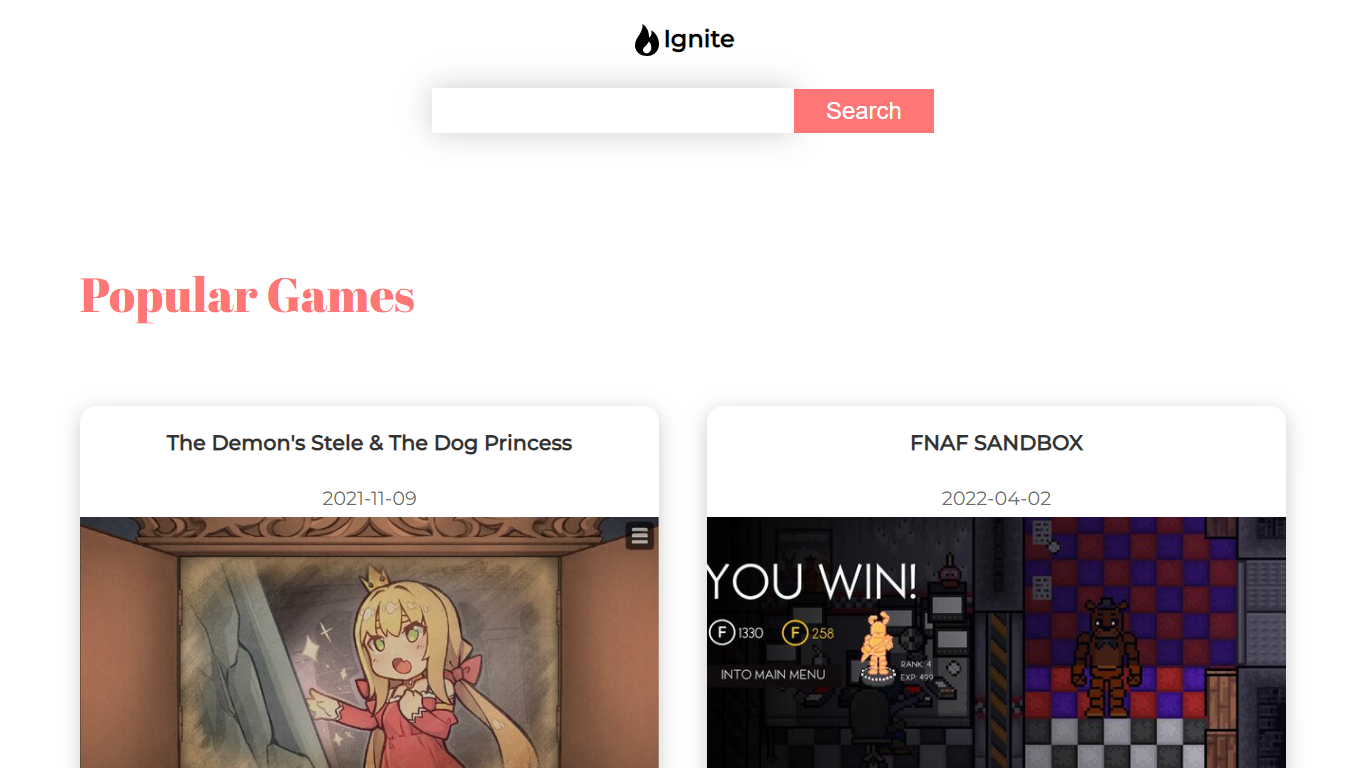 Ignite
Search
Popular Games
The Demon's Stele & The Dog Princess
2021-11-09
FNAF SANDBOX
2022-04-02
YOU WIN!
F 1330 F 258
RANK: 4
INTO MAIN MENU
EXP: 499